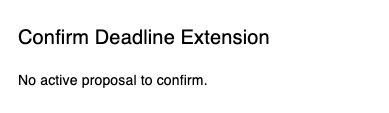 Confirm Deadline Extension
No active proposal to confirm.